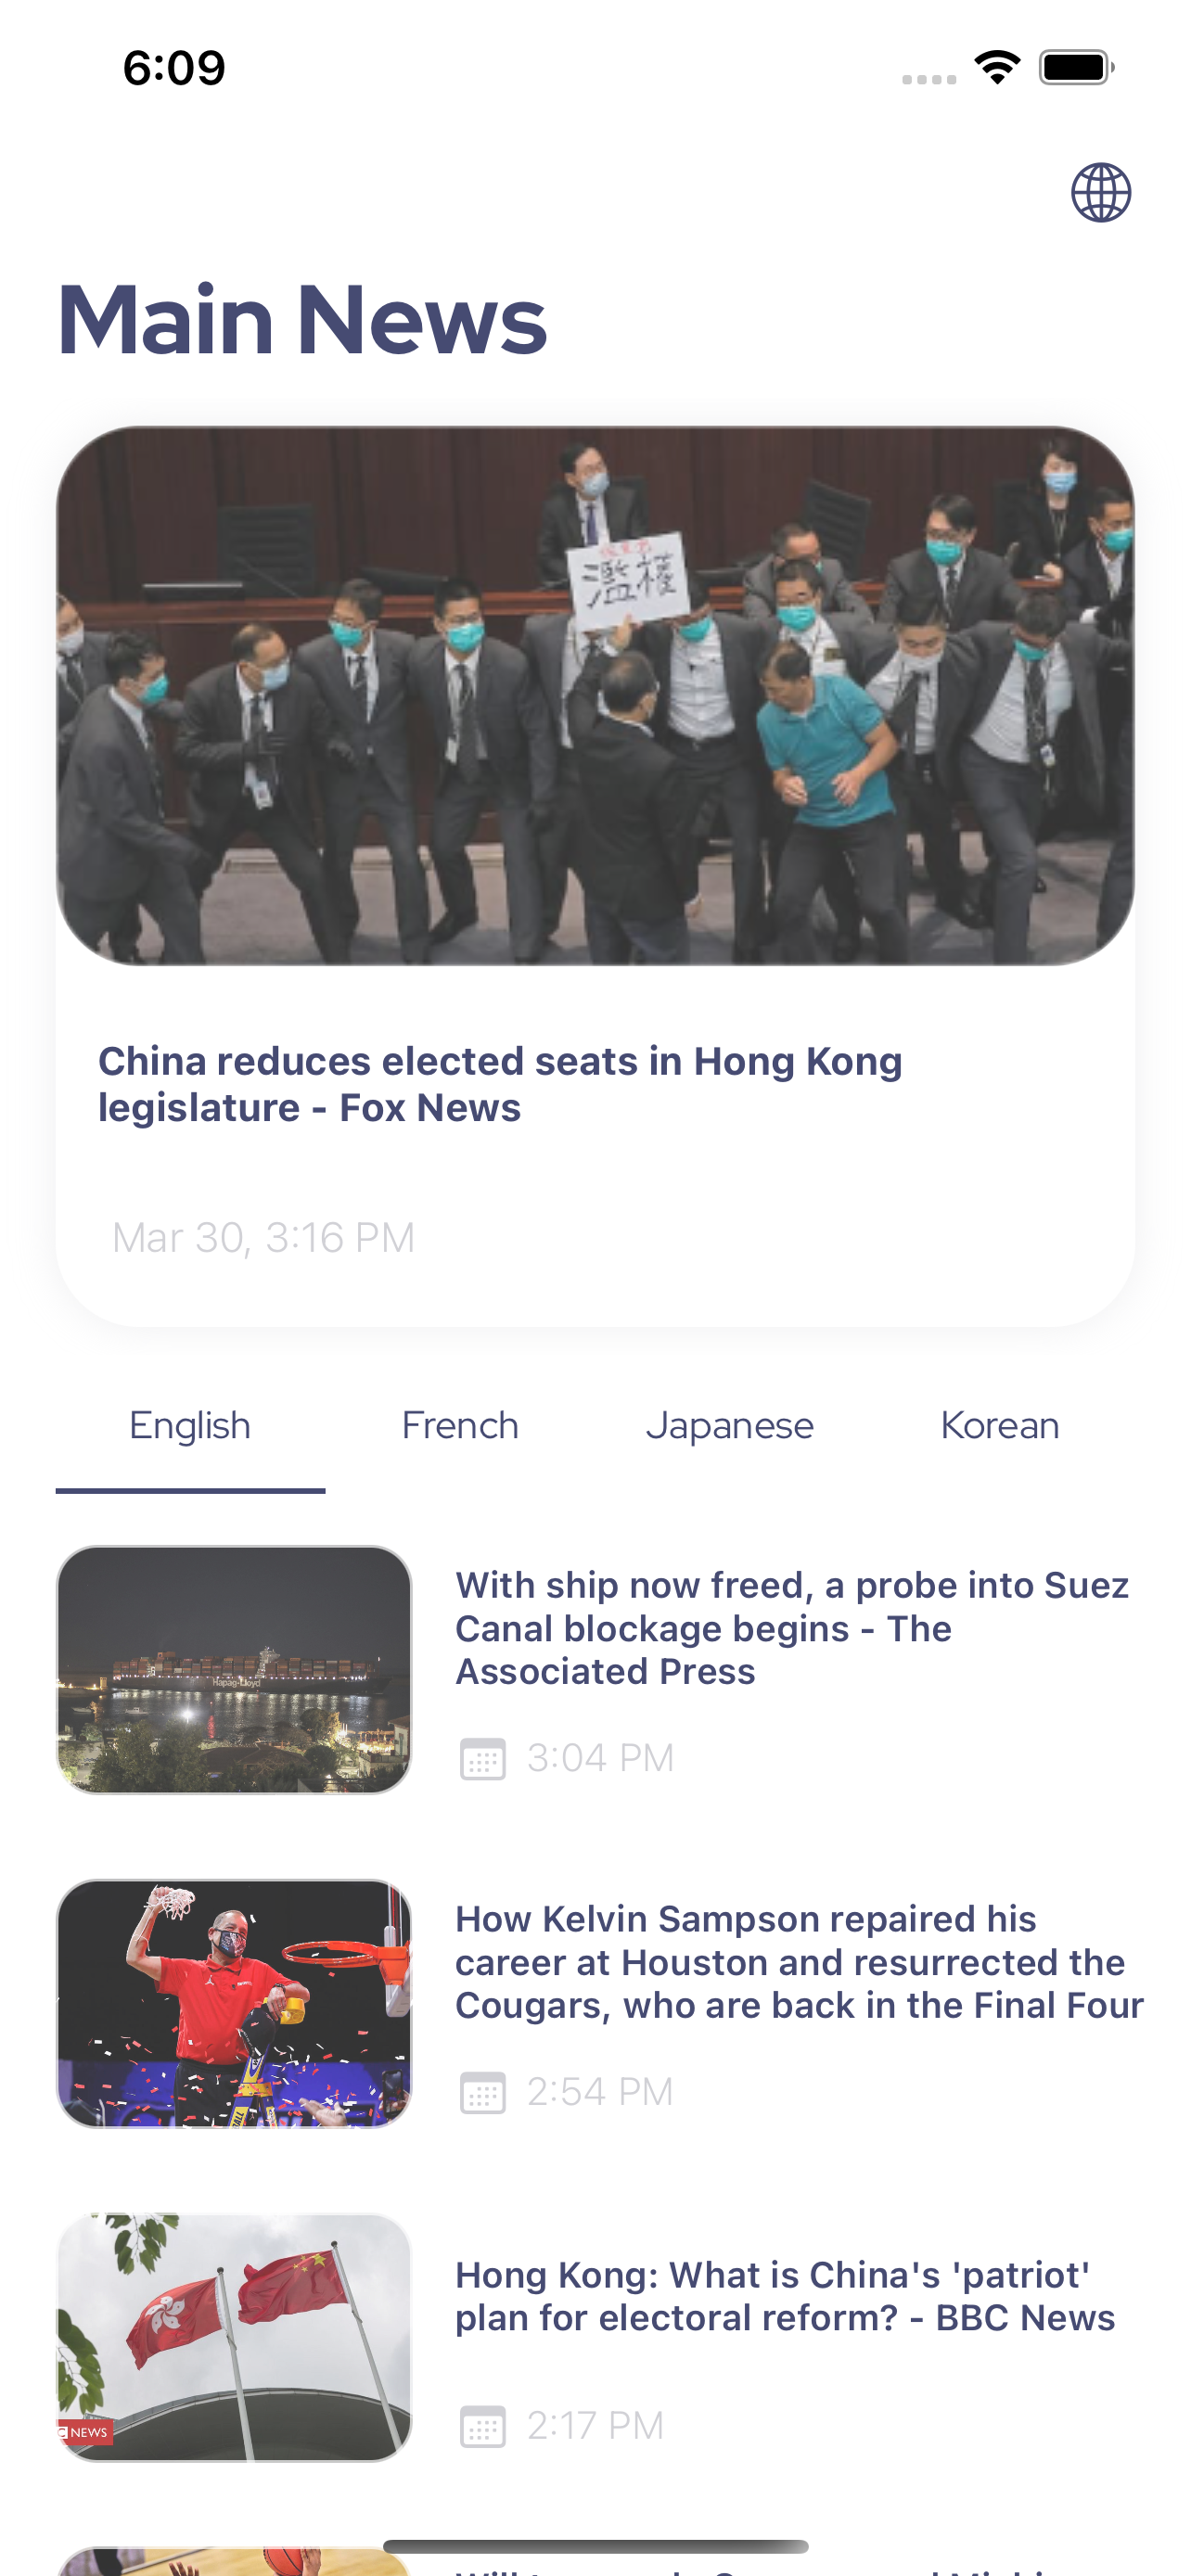 6:09
Main News
濫權
China reduces elected seats in Hong Kong
legislature - Fox News
Mar 30, 3:16 PM
English
French
Japanese
Korean
With ship now freed, a probe into Suez
Canal blockage begins - The
Associated Press
Hapag-Lloyd
3:04 PM
How Kelvin Sampson repaired his
career at Houston and resurrected the
Cougars, who are back in the Final Four
2:54 PM
Hong Kong: What is China's 'patriot'
plan for electoral reform? - BBC News
C NEWS
2:17 PM